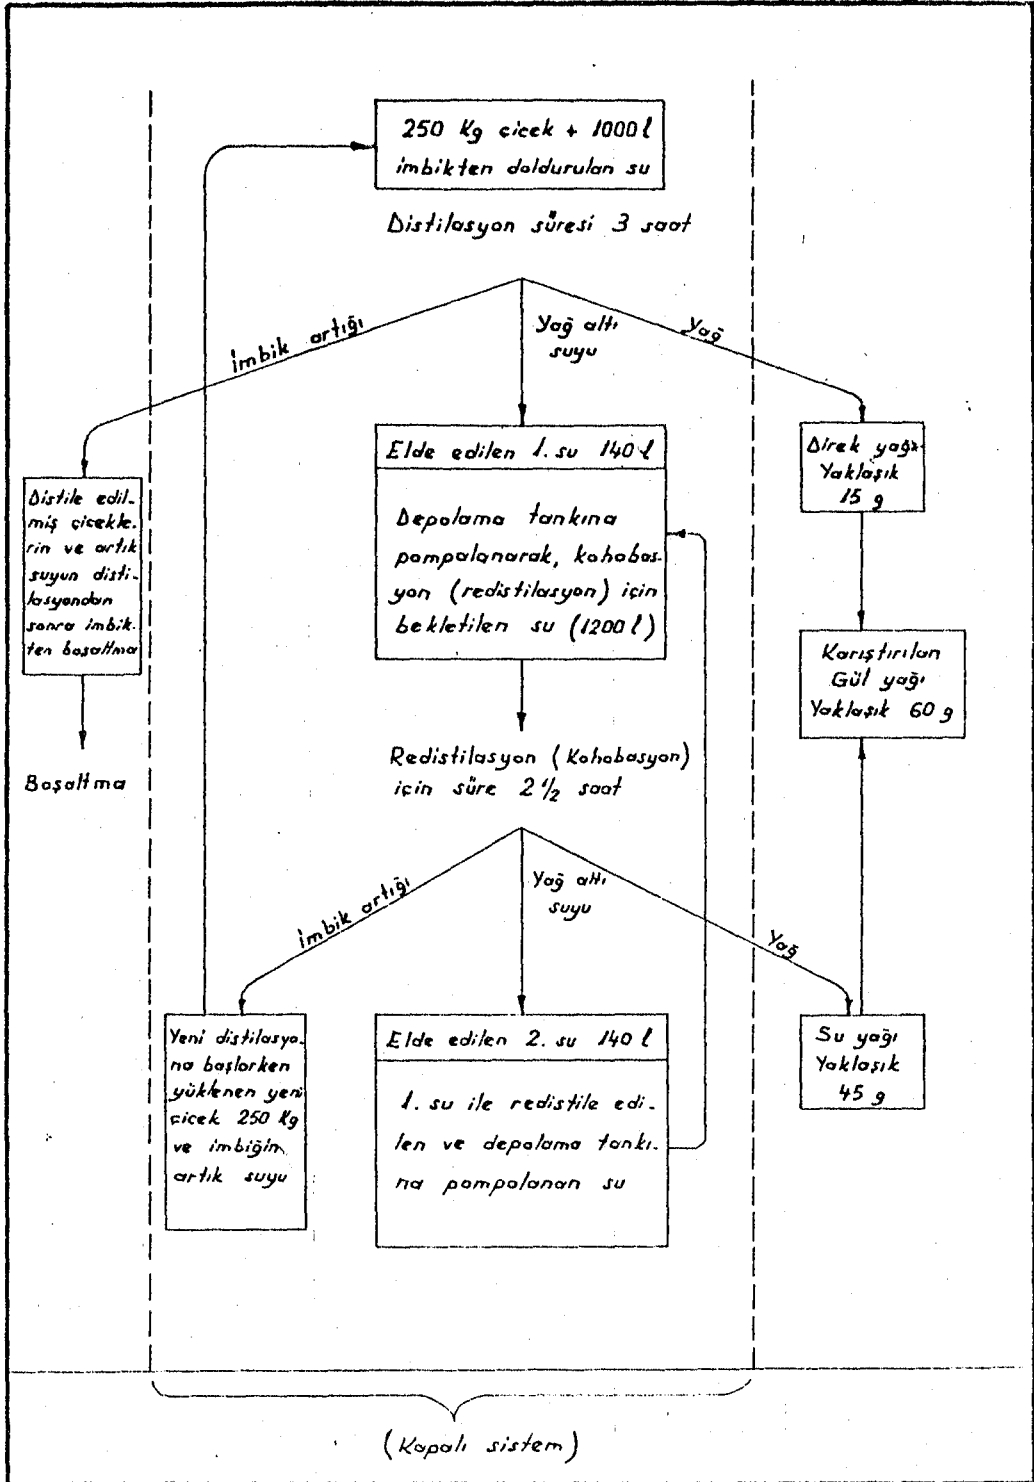 250 Kg çicek + 1000 l
imbikten doldurulan su
Distilasyon süresi 3 saat
İmbik artığı
Yağ altı
suyu
Yağ
Distile edil-
miş çicekle-
rin ve artık
suyun disti-
lasyondan
sonra imbik-
ten boşaltma
Boşaltma
Elde edilen 1. su 140 l
Depolama tankına
pompalanarak, kohobas-
yon (redistilasyon) için
bekletilen su (1200 l)
Direk yağı
Yaklaşık
15 g
Karıştırılan
Gül yağı
Yaklaşık 60 g
Redistilasyon (Kohobasyon)
için süre 2 1/2 saat
İmbik artığı
Yağ altı
suyu
Yağ
Yeni distilasyo-
na başlarken
yüklenen yeni
çicek 250 Kg
ve imbiğin
artık suyu
Elde edilen 2. su 140 l
1. su ile redistile edi-
len ve depolama tankı-
na pompalanan su
Su yağı
Yaklaşık
45 g
(Kapalı sistem)